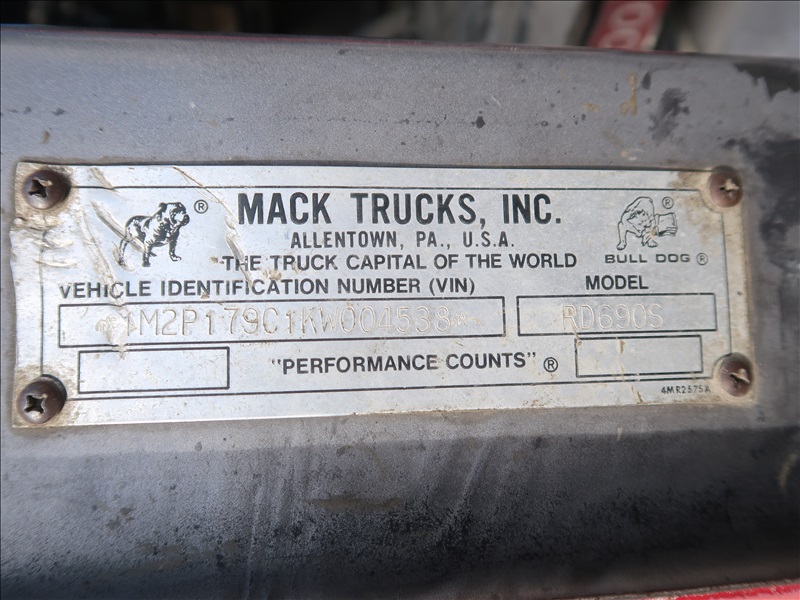 00
® MACK TRUCKS, INC. ®
ALLENTOWN, PA., U.S.A.
THE TRUCK CAPITAL OF THE WORLD
BULL DOG ®
VEHICLE IDENTIFICATION NUMBER (VIN) MODEL
*1M2P179C1KW004538* RD690S
"PERFORMANCE COUNTS" ®
4MR2575A